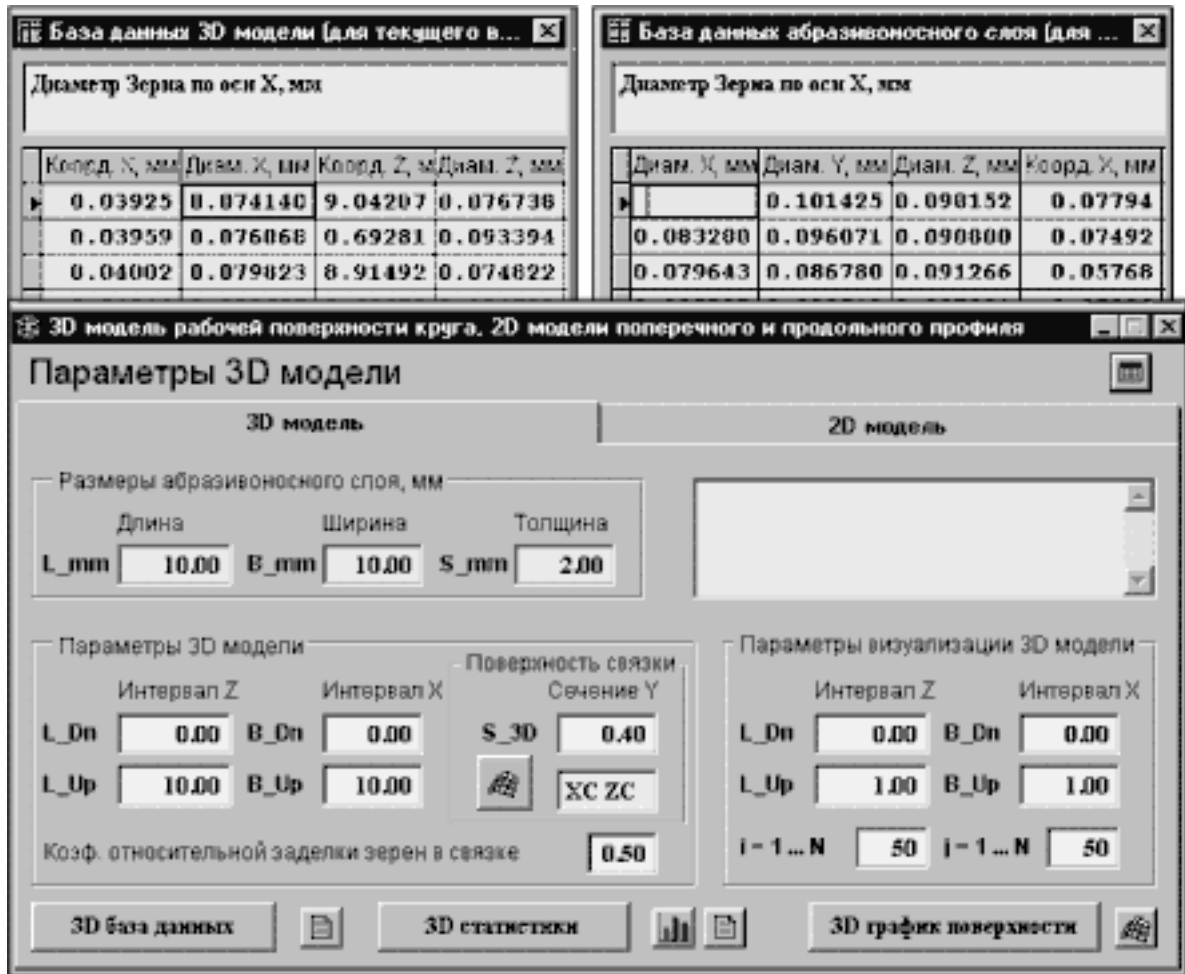 База данных 3D модели (для текущего в...
Диаметр Зерна по оси X, мм
Коорд. X, мм Диам. X, мм Коорд. Z, м Диам. Z, мм
0.03925 0.074140 9.04207 0.076738
0.03959 0.076068 0.69281 0.093394
0.04002 0.079823 8.91492 0.074822
База данных абразивоносного слоя (для ...
Диаметр Зерна по оси X, мм
Диам. X, мм Диам. Y, мм Диам. Z, мм Коорд. X, мм
0.101425 0.098152 0.07794
0.083280 0.096071 0.090800 0.07492
0.079643 0.086780 0.091266 0.05768
3D модель рабочей поверхности круга, 2D модели поперечного и продольного профиля
Параметры 3D модели
3D модель 2D модель
Размеры абразивоносного слоя, мм
Длина Ширина Толщина
L_mm 10.00 B_mm 10.00 S_mm 2.00
Параметры 3D модели
Интервал Z Интервал X
L_Dn 0.00 B_Dn 0.00
L_Up 10.00 B_Up 10.00
Поверхность связки
Сечение Y
S_3D 0.40
XC ZC
Коэф. относительной заделки зерен в связке 0.50
Параметры визуализации 3D модели
Интервал Z Интервал X
L_Dn 0.00 B_Dn 0.00
L_Up 1.00 B_Up 1.00
i = 1 ... N 50 j = 1 ... N 50
3D база данных 3D статистики 3D график поверхности